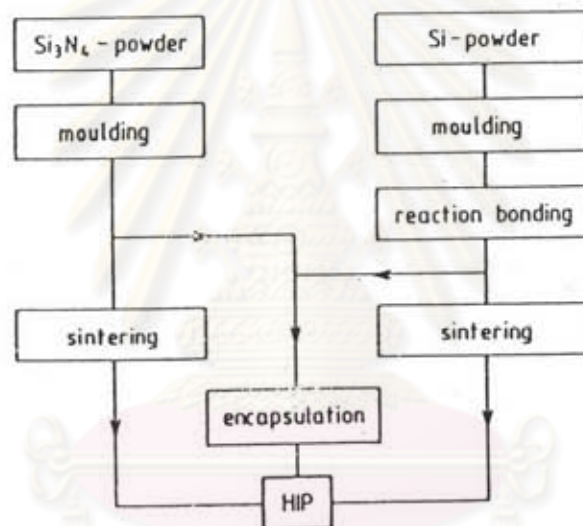 Si₃N₄-powder
Si-powder
moulding
moulding
reaction bonding
sintering
sintering
encapsulation
HIP